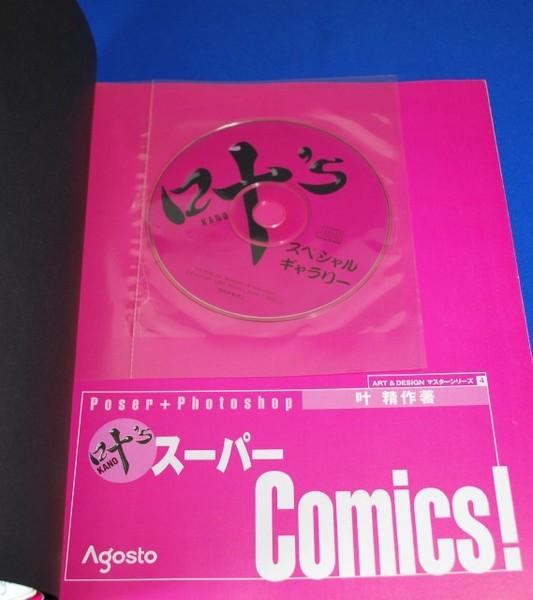 叶's
KANO
スペシャル
ギャラリー
ART & DESIGN マスターシリーズ 4
Poser+Photoshop 叶 精作著
叶's
KANO
スーパー
Comics!
Agosto